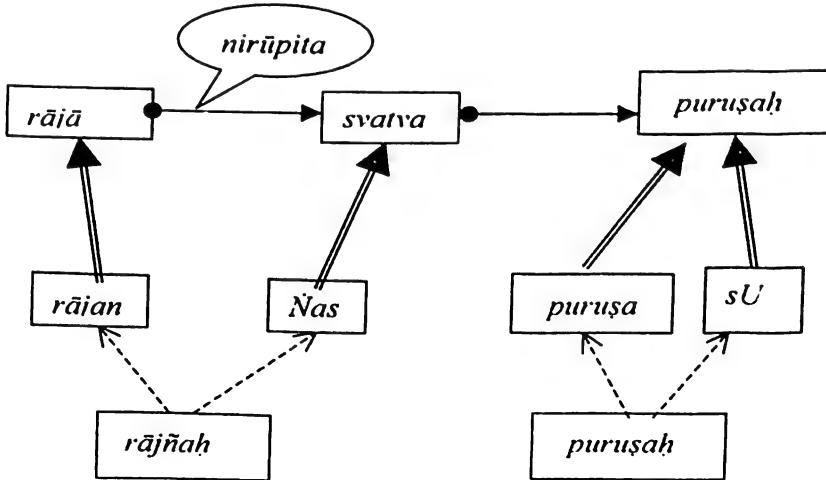 nirūpita
rājā
svatva
puruṣaḥ
rājan
Ṅas
puruṣa
sU
rājñaḥ
puruṣaḥ